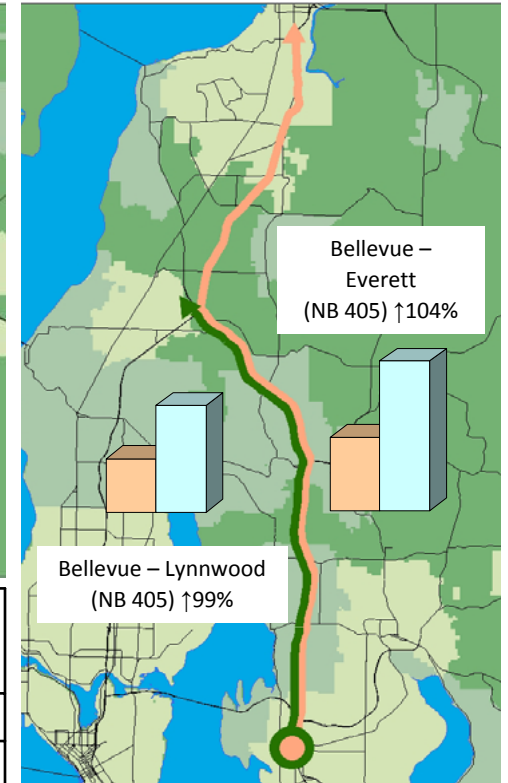 Bellevue –
Everett
(NB 405) ↑104%
Bellevue – Lynnwood
(NB 405) ↑99%